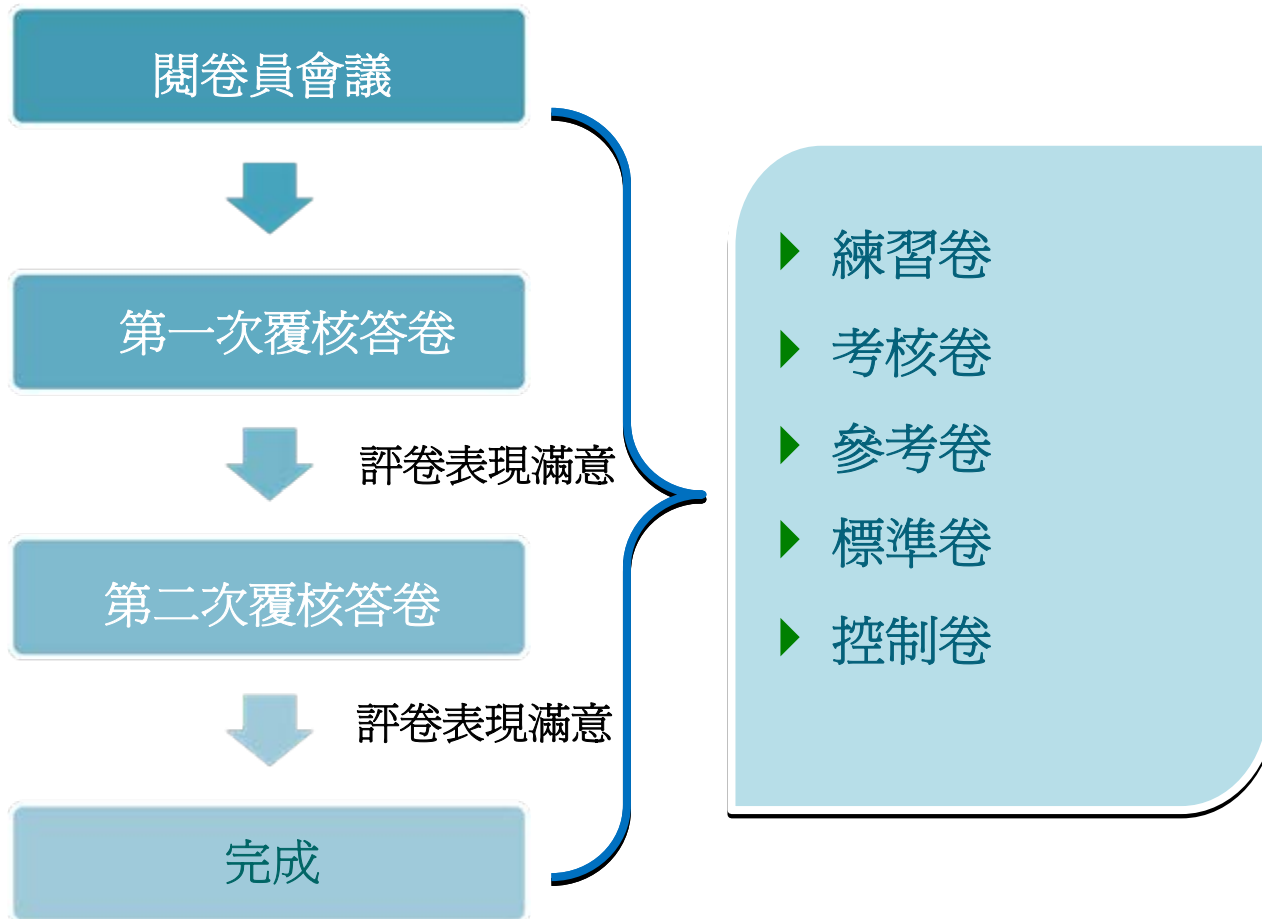 閱卷員會議
第一次覆核答卷
評卷表現滿意
第二次覆核答卷
評卷表現滿意
完成
練習卷
考核卷
參考卷
標準卷
控制卷